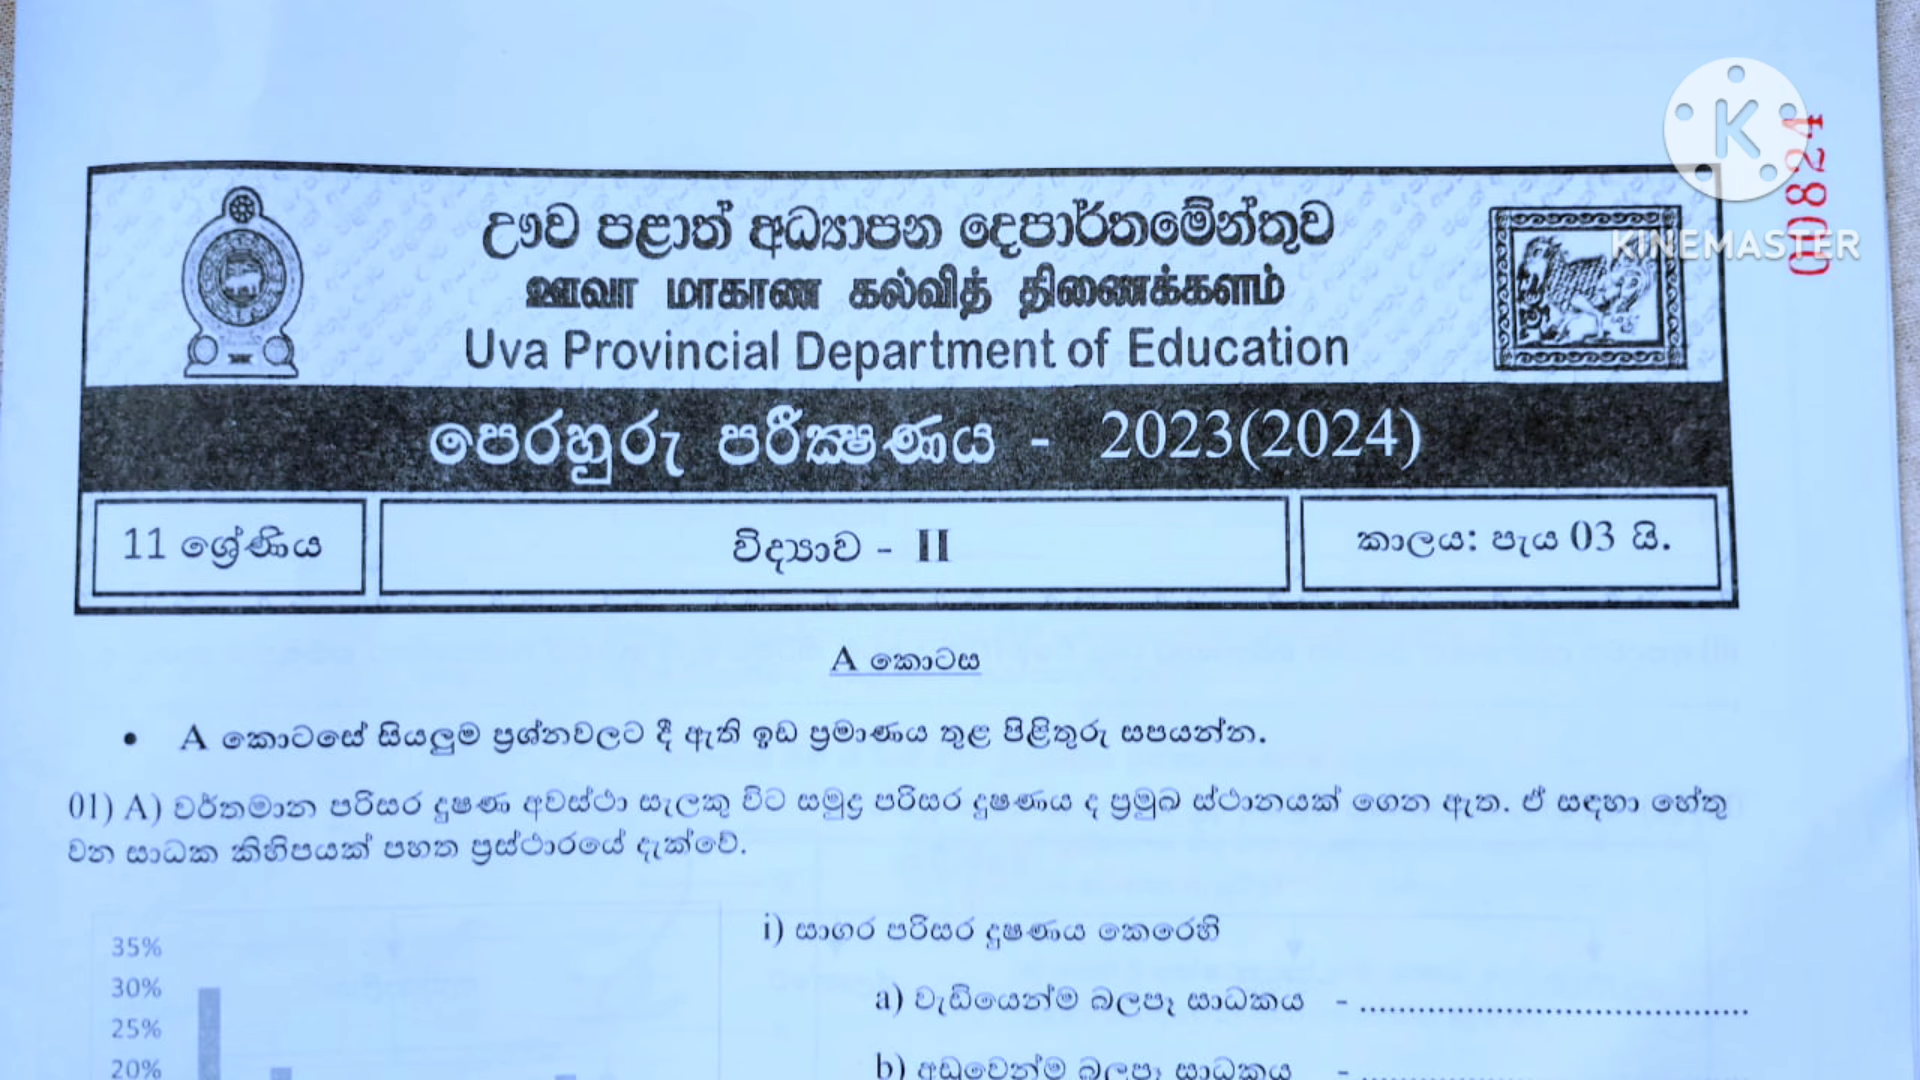 ඌව පළාත් අධ්‍යාපන දෙපාර්තමේන්තුව
ஊவா மாகாண கல்வித் திணைக்களம்
Uva Provincial Department of Education
පෙරහුරු පරීක්ෂණය - 2023(2024)
11 ශ්‍රේණිය
විද්‍යාව - II
කාලය: පැය 03 යි.
A කොටස
• A කොටසේ සියලුම ප්‍රශ්නවලට දී ඇති ඉඩ ප්‍රමාණය තුළ පිළිතුරු සපයන්න.
01) A) වර්තමාන පරිසර දූෂණ අවස්ථා සැලකූ විට සමුද්‍ර පරිසර දූෂණය ද ප්‍රමුඛ ස්ථානයක් ගෙන ඇත. ඒ සඳහා හේතු
වන සාධක කිහිපයක් පහත ප්‍රස්ථාරයේ දැක්වේ.
35%
30%
25%
20%
i) සාගර පරිසර දූෂණය කෙරෙහි
a) වැඩියෙන්ම බලපෑ සාධකය - ........................................
b) අඩුවෙන්ම බලපෑ සාධකය - ........................................
KINEMASTER
00824